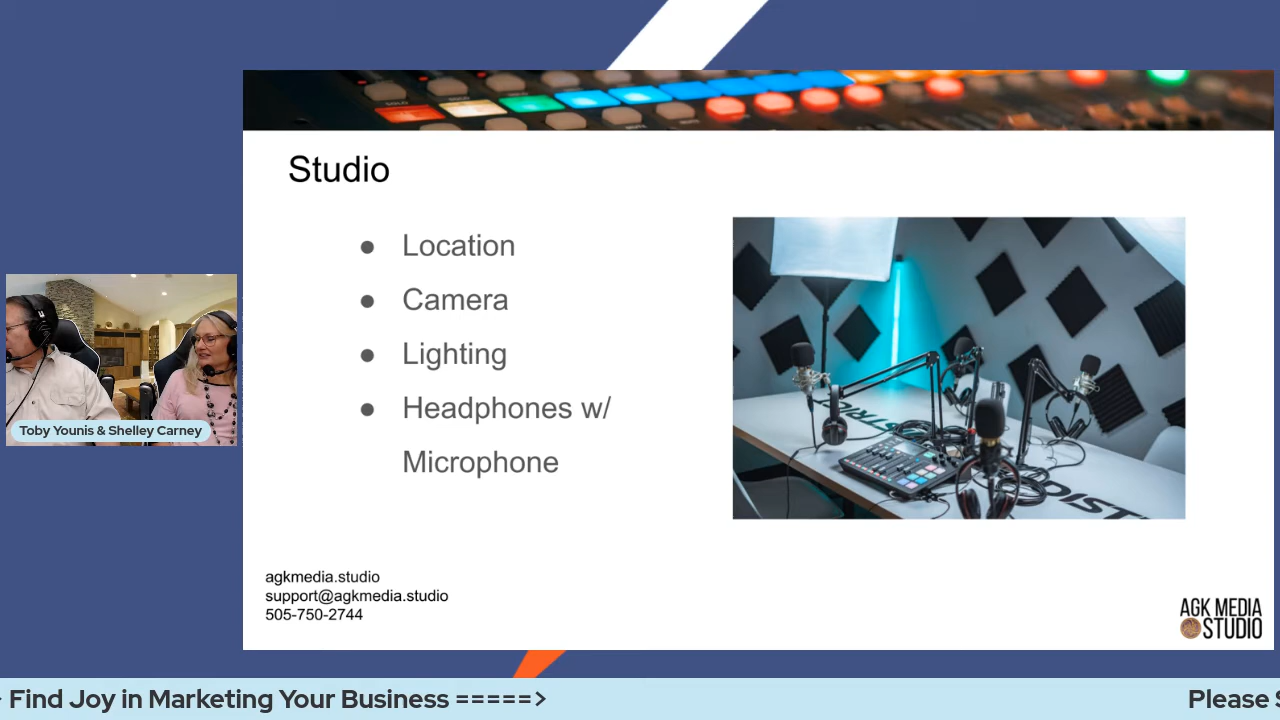 Studio
● Location
● Camera
● Lighting
● Headphones w/
Microphone
Toby Younis & Shelley Carney
agkmedia.studio
support@agkmedia.studio
505-750-2744
AGK MEDIA
STUDIO
Find Joy in Marketing Your Business =====>
Please